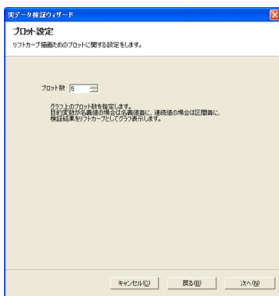 実データ検証ウィザード
プロット設定
リフトカーブ描画ためのプロットに関する設定をします。
プロット数 5
グラフ上のプロット数を指定します。
目的変数が名義値の場合は名義値毎に、連続値の場合は区間毎に、
検証結果をリフトカーブとしてグラフ表示します。
キャンセル(C) 戻る(B) 次へ(N)